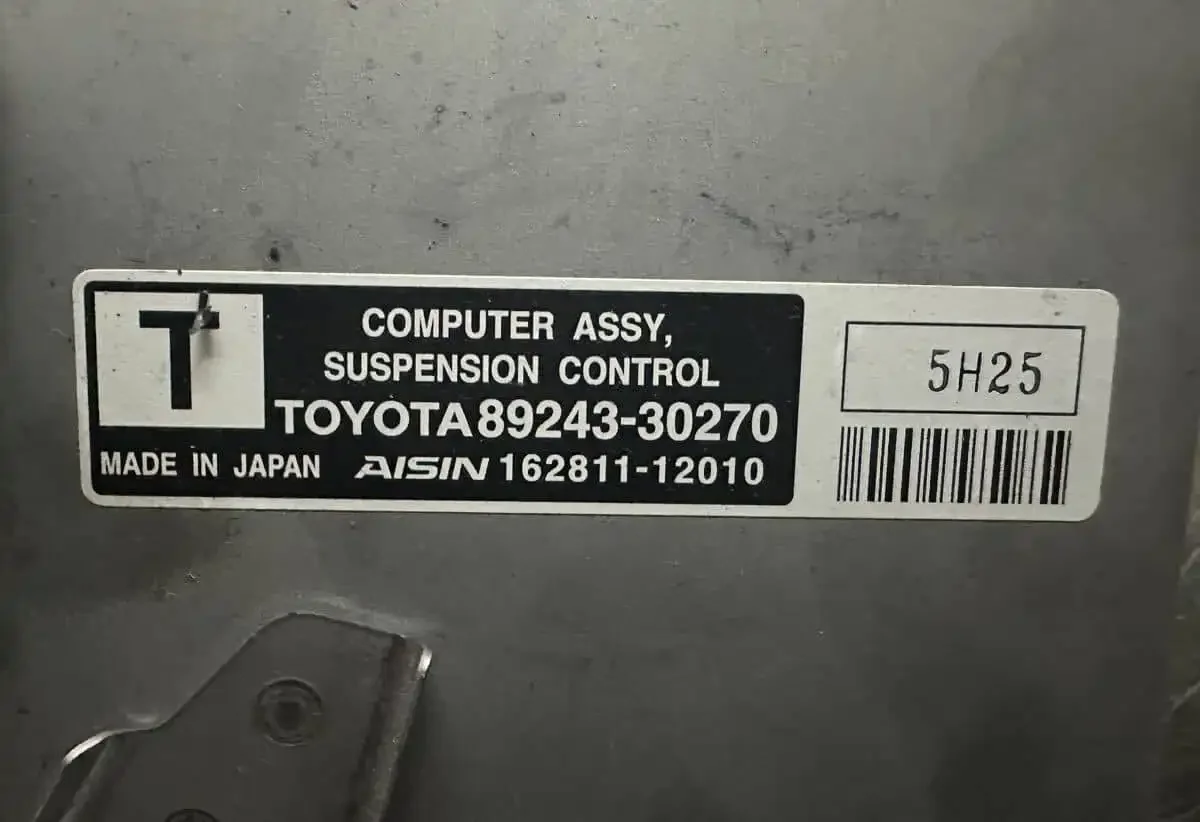 T
COMPUTER ASSY,
SUSPENSION CONTROL
TOYOTA 89243-30270
MADE IN JAPAN AISIN 162811-12010
5H25